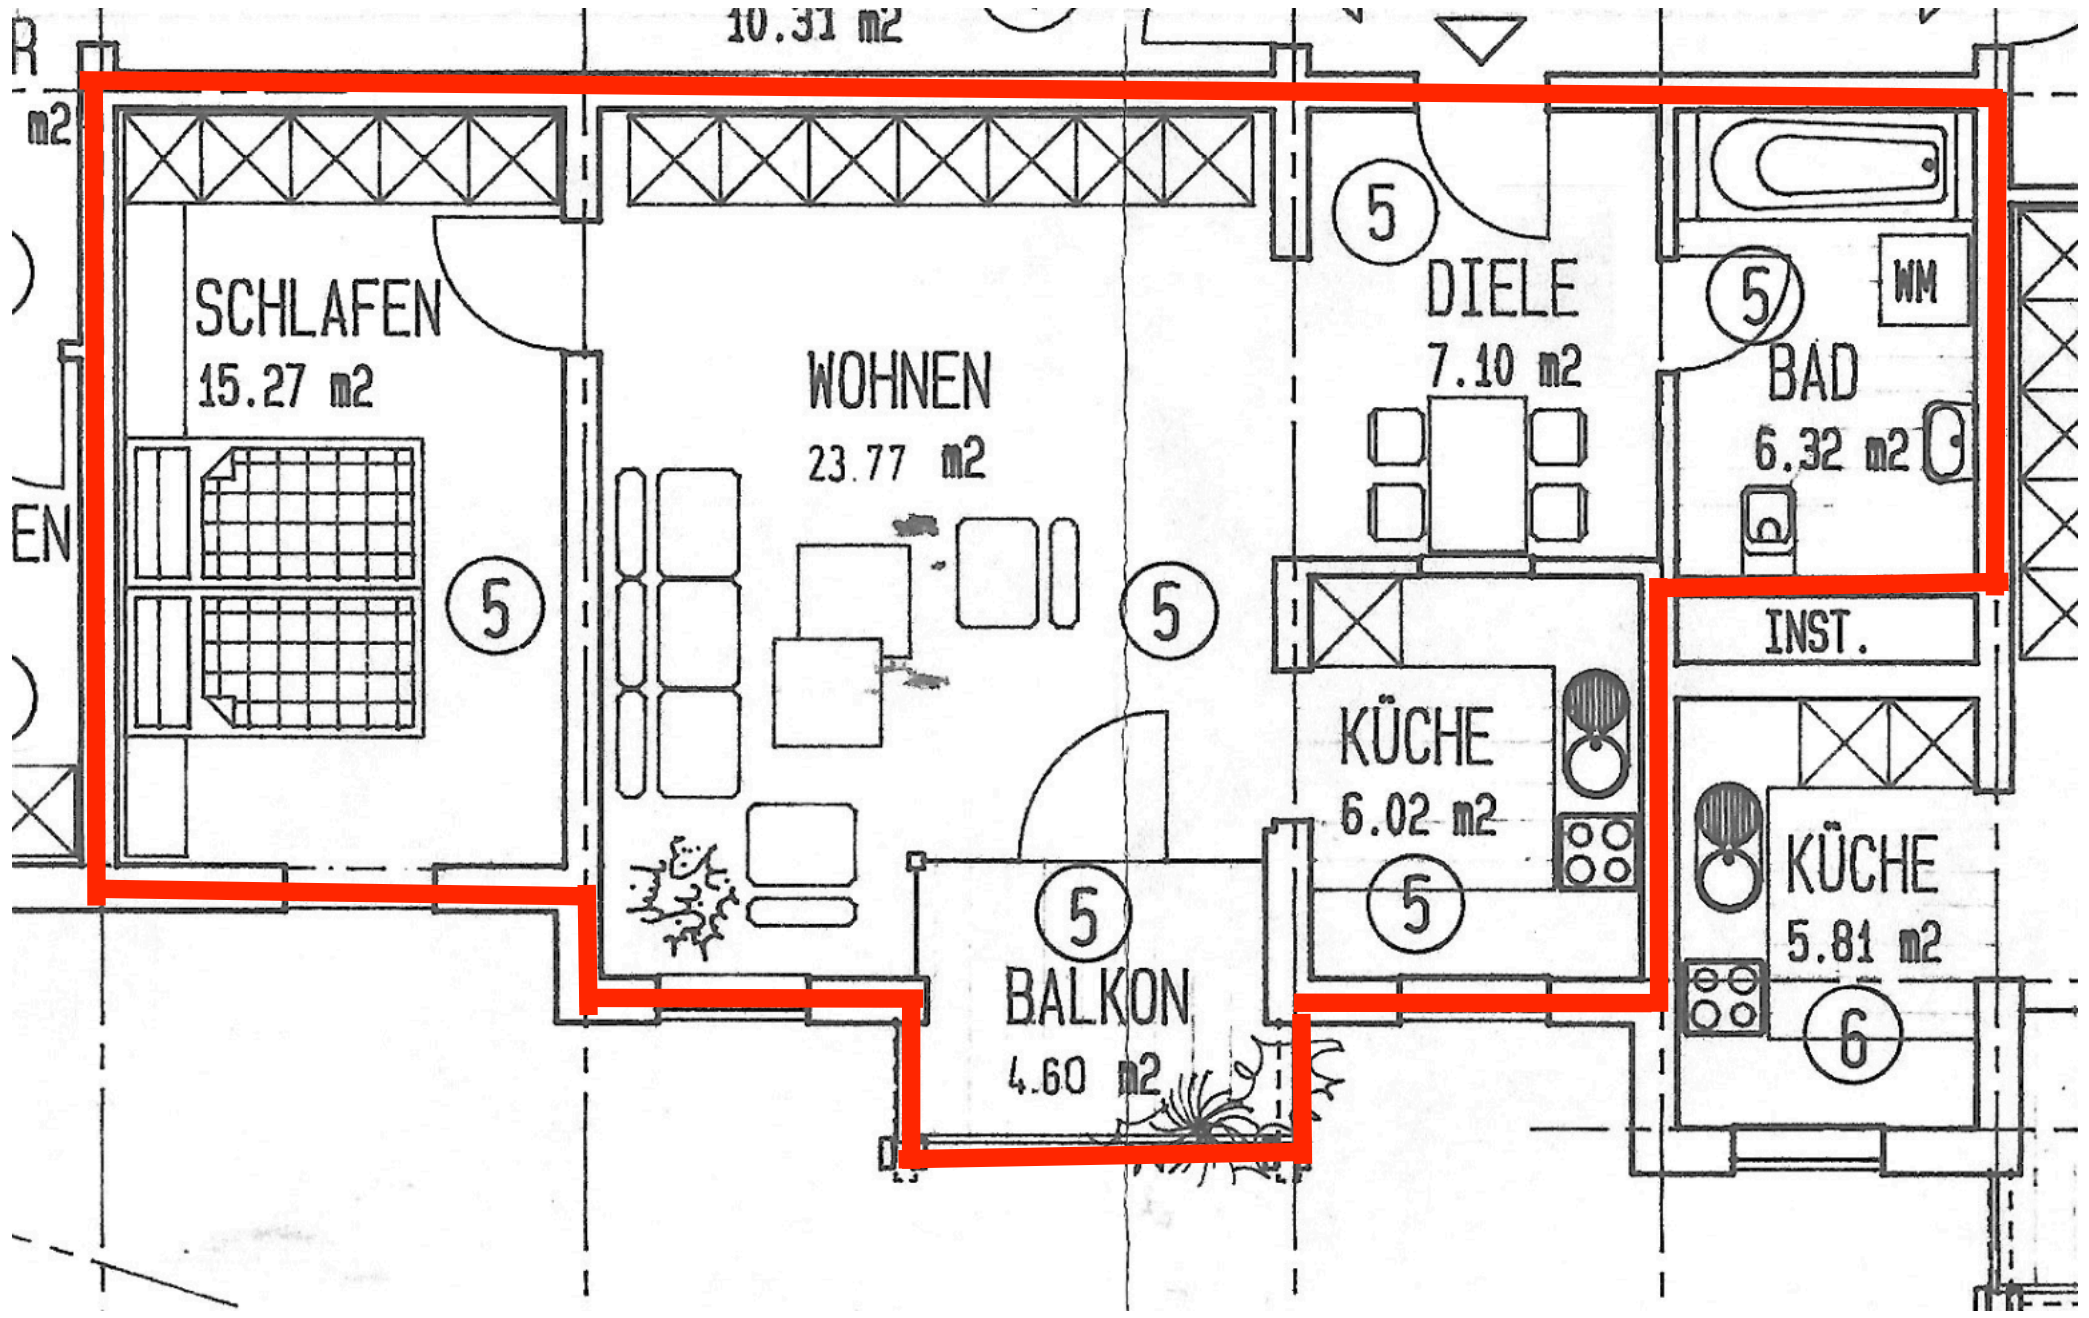 10.31 m2
R
m2
5
SCHLAFEN
15.27 m2
DIELE
7.10 m2
5
WM
WOHNEN
23.77 m2
BAD
6.32 m2
EN
5
5
INST.
KÜCHE
6.02 m2
5
KÜCHE
5.81 m2
5
BALKON
4.60 m2
6